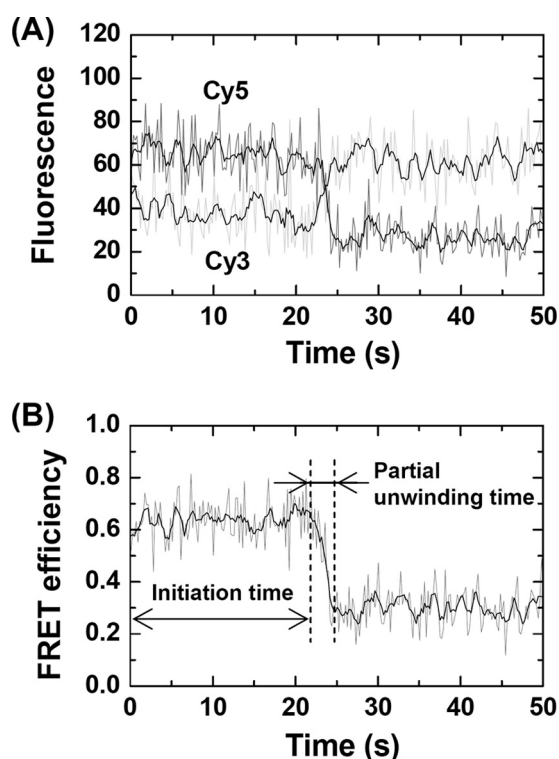 (A)
120
100
80
60
40
20
0
Fluorescence
Cy5
Cy3
0 10 20 30 40 50
Time (s)
(B)
1.0
0.8
0.6
0.4
0.2
0.0
FRET efficiency
Partial
unwinding time
Initiation time
0 10 20 30 40 50
Time (s)